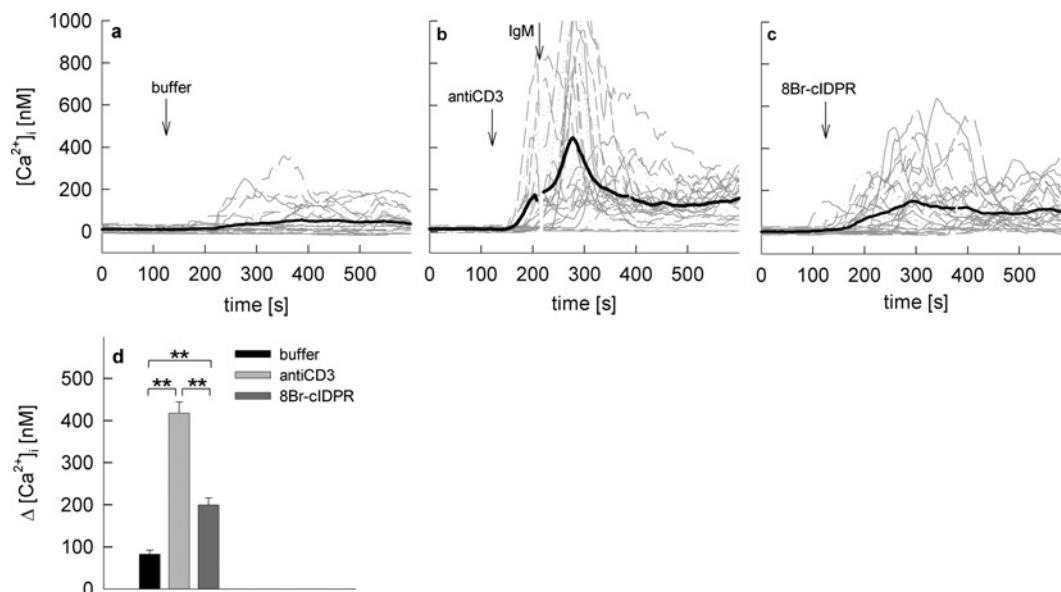 a
b
c
1000
800
600
400
200
0
[Ca²⁺]ᵢ [nM]
buffer
IgM
antiCD3
8Br-cIDPR
0 100 200 300 400 500
0 100 200 300 400 500
0 100 200 300 400 500
time [s]
time [s]
time [s]
d
500
400
300
200
100
0
Δ [Ca²⁺]ᵢ [nM]
**
** **
buffer
antiCD3
8Br-cIDPR